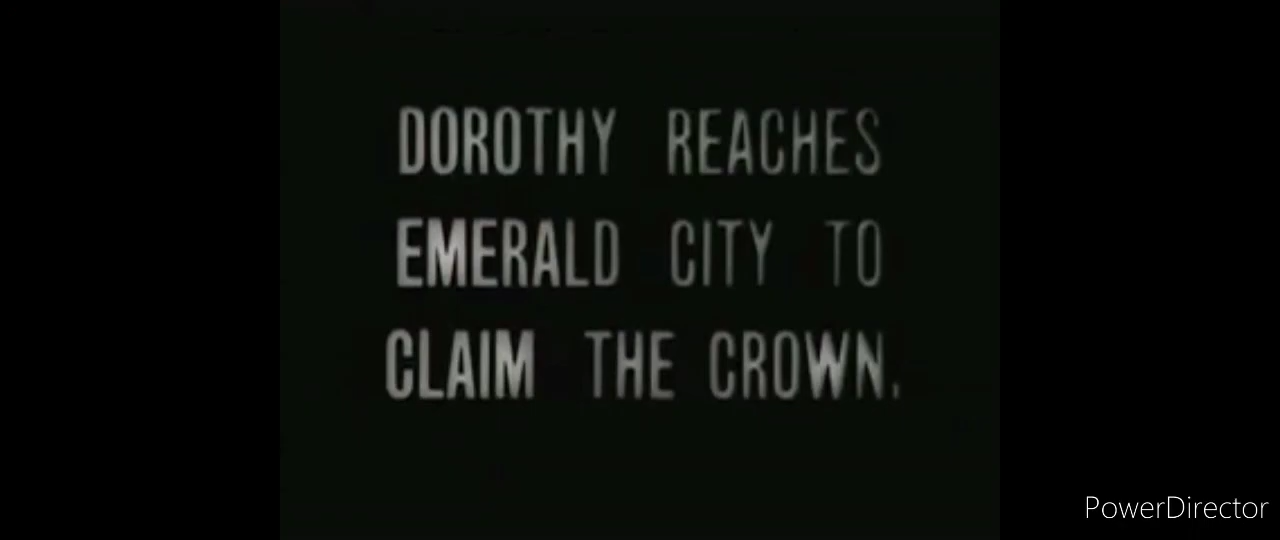 DOROTHY REACHES
EMERALD CITY TO
CLAIM THE CROWN.
PowerDirector